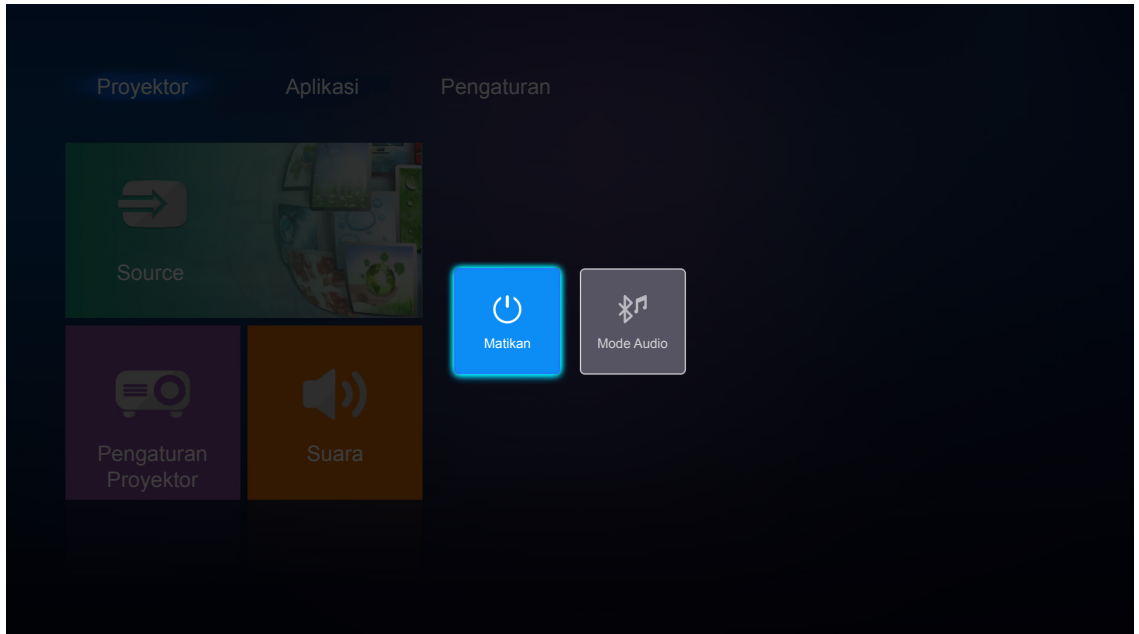 Proyektor Aplikasi Pengaturan
Source
Matikan Mode Audio
Pengaturan
Proyektor
Suara